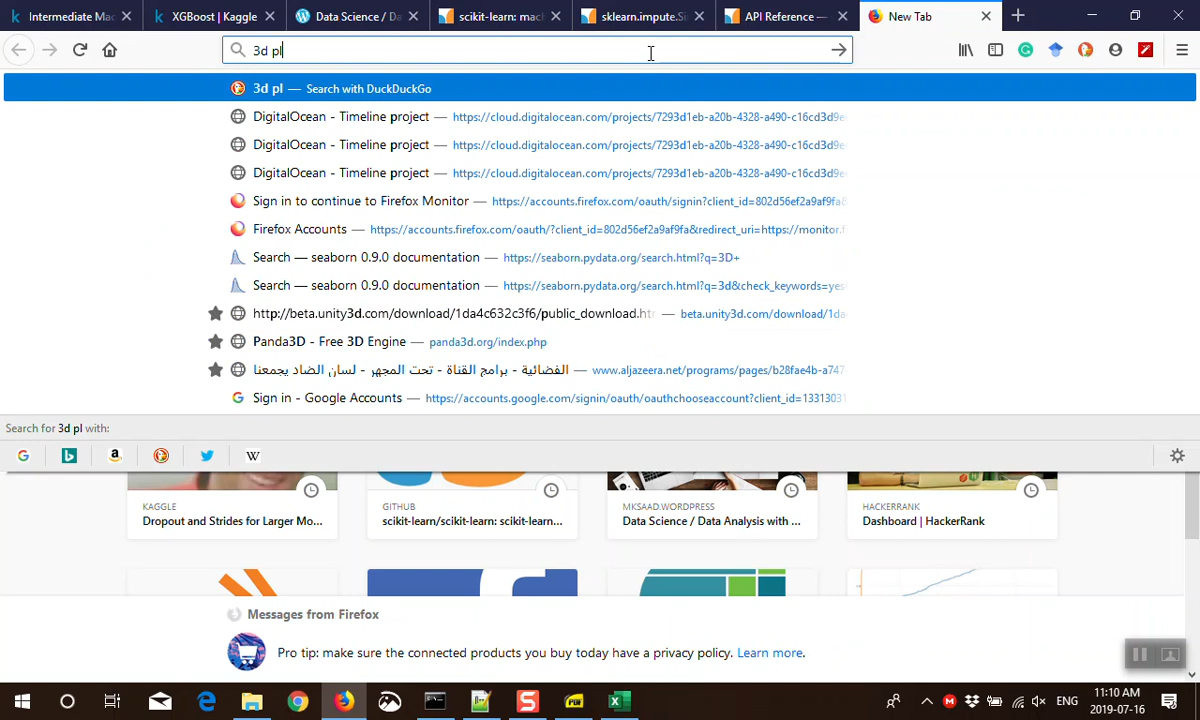 Intermediate Mac
XGBoost | Kaggle
Data Science / Da
scikit-learn: mach
sklearn.impute.Si
API Reference —
New Tab
3d pl
3d pl — Search with DuckDuckGo
DigitalOcean - Timeline project — https://cloud.digitalocean.com/projects/7293d1eb-a20b-4328-a490-c16cd3d9e
DigitalOcean - Timeline project — https://cloud.digitalocean.com/projects/7293d1eb-a20b-4328-a490-c16cd3d9e
DigitalOcean - Timeline project — https://cloud.digitalocean.com/projects/7293d1eb-a20b-4328-a490-c16cd3d9e
Sign in to continue to Firefox Monitor — https://accounts.firefox.com/oauth/signin?client_id=802d56ef2a9af9fa
Firefox Accounts — https://accounts.firefox.com/oauth/?client_id=802d56ef2a9af9fa&redirect_uri=https://monitor.f
Search — seaborn 0.9.0 documentation — https://seaborn.pydata.org/search.html?q=3D+
Search — seaborn 0.9.0 documentation — https://seaborn.pydata.org/search.html?q=3d&check_keywords=yes
http://beta.unity3d.com/download/1da4c632c3f6/public_download.htr — beta.unity3d.com/download/1da
Panda3D - Free 3D Engine — panda3d.org/index.php
الفضائية - برامج القناة - تحت المجهر - لسان الضاد يجمعنا — www.aljazeera.net/programs/pages/b28fae4b-a747
Sign in - Google Accounts — https://accounts.google.com/signin/oauth/oauthchooseaccount?client_id=1331031
Search for 3d pl with:
KAGGLE
Dropout and Strides for Larger Mo...
GITHUB
scikit-learn/scikit-learn: scikit-learn...
MKSAAD.WORDPRESS
Data Science / Data Analysis with ...
HACKERRANK
Dashboard | HackerRank
Messages from Firefox
Pro tip: make sure the connected products you buy today have a privacy policy. Learn more.
ENG
11:10 AM
2019-07-16